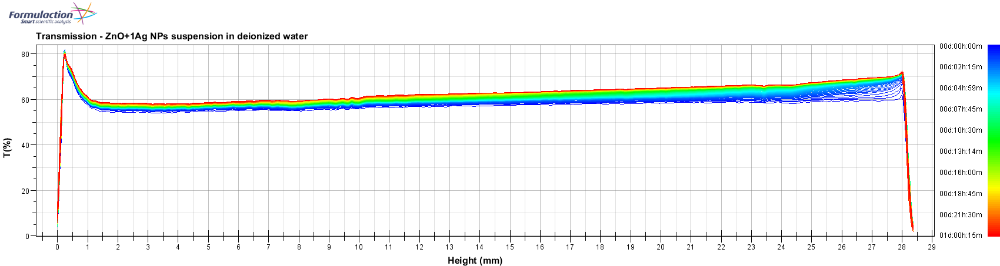 Formulaction
Smart scientific analysis
Transmission - ZnO+1Ag NPs suspension in deionized water
T(%)
80
60
40
20
0
0 1 2 3 4 5 6 7 8 9 10 11 12 13 14 15 16 17 18 19 20 21 22 23 24 25 26 27 28 29
Height (mm)
00d:00h:00m
00d:02h:15m
00d:04h:59m
00d:07h:45m
00d:10h:30m
00d:13h:14m
00d:16h:00m
00d:18h:45m
00d:21h:30m
01d:00h:15m